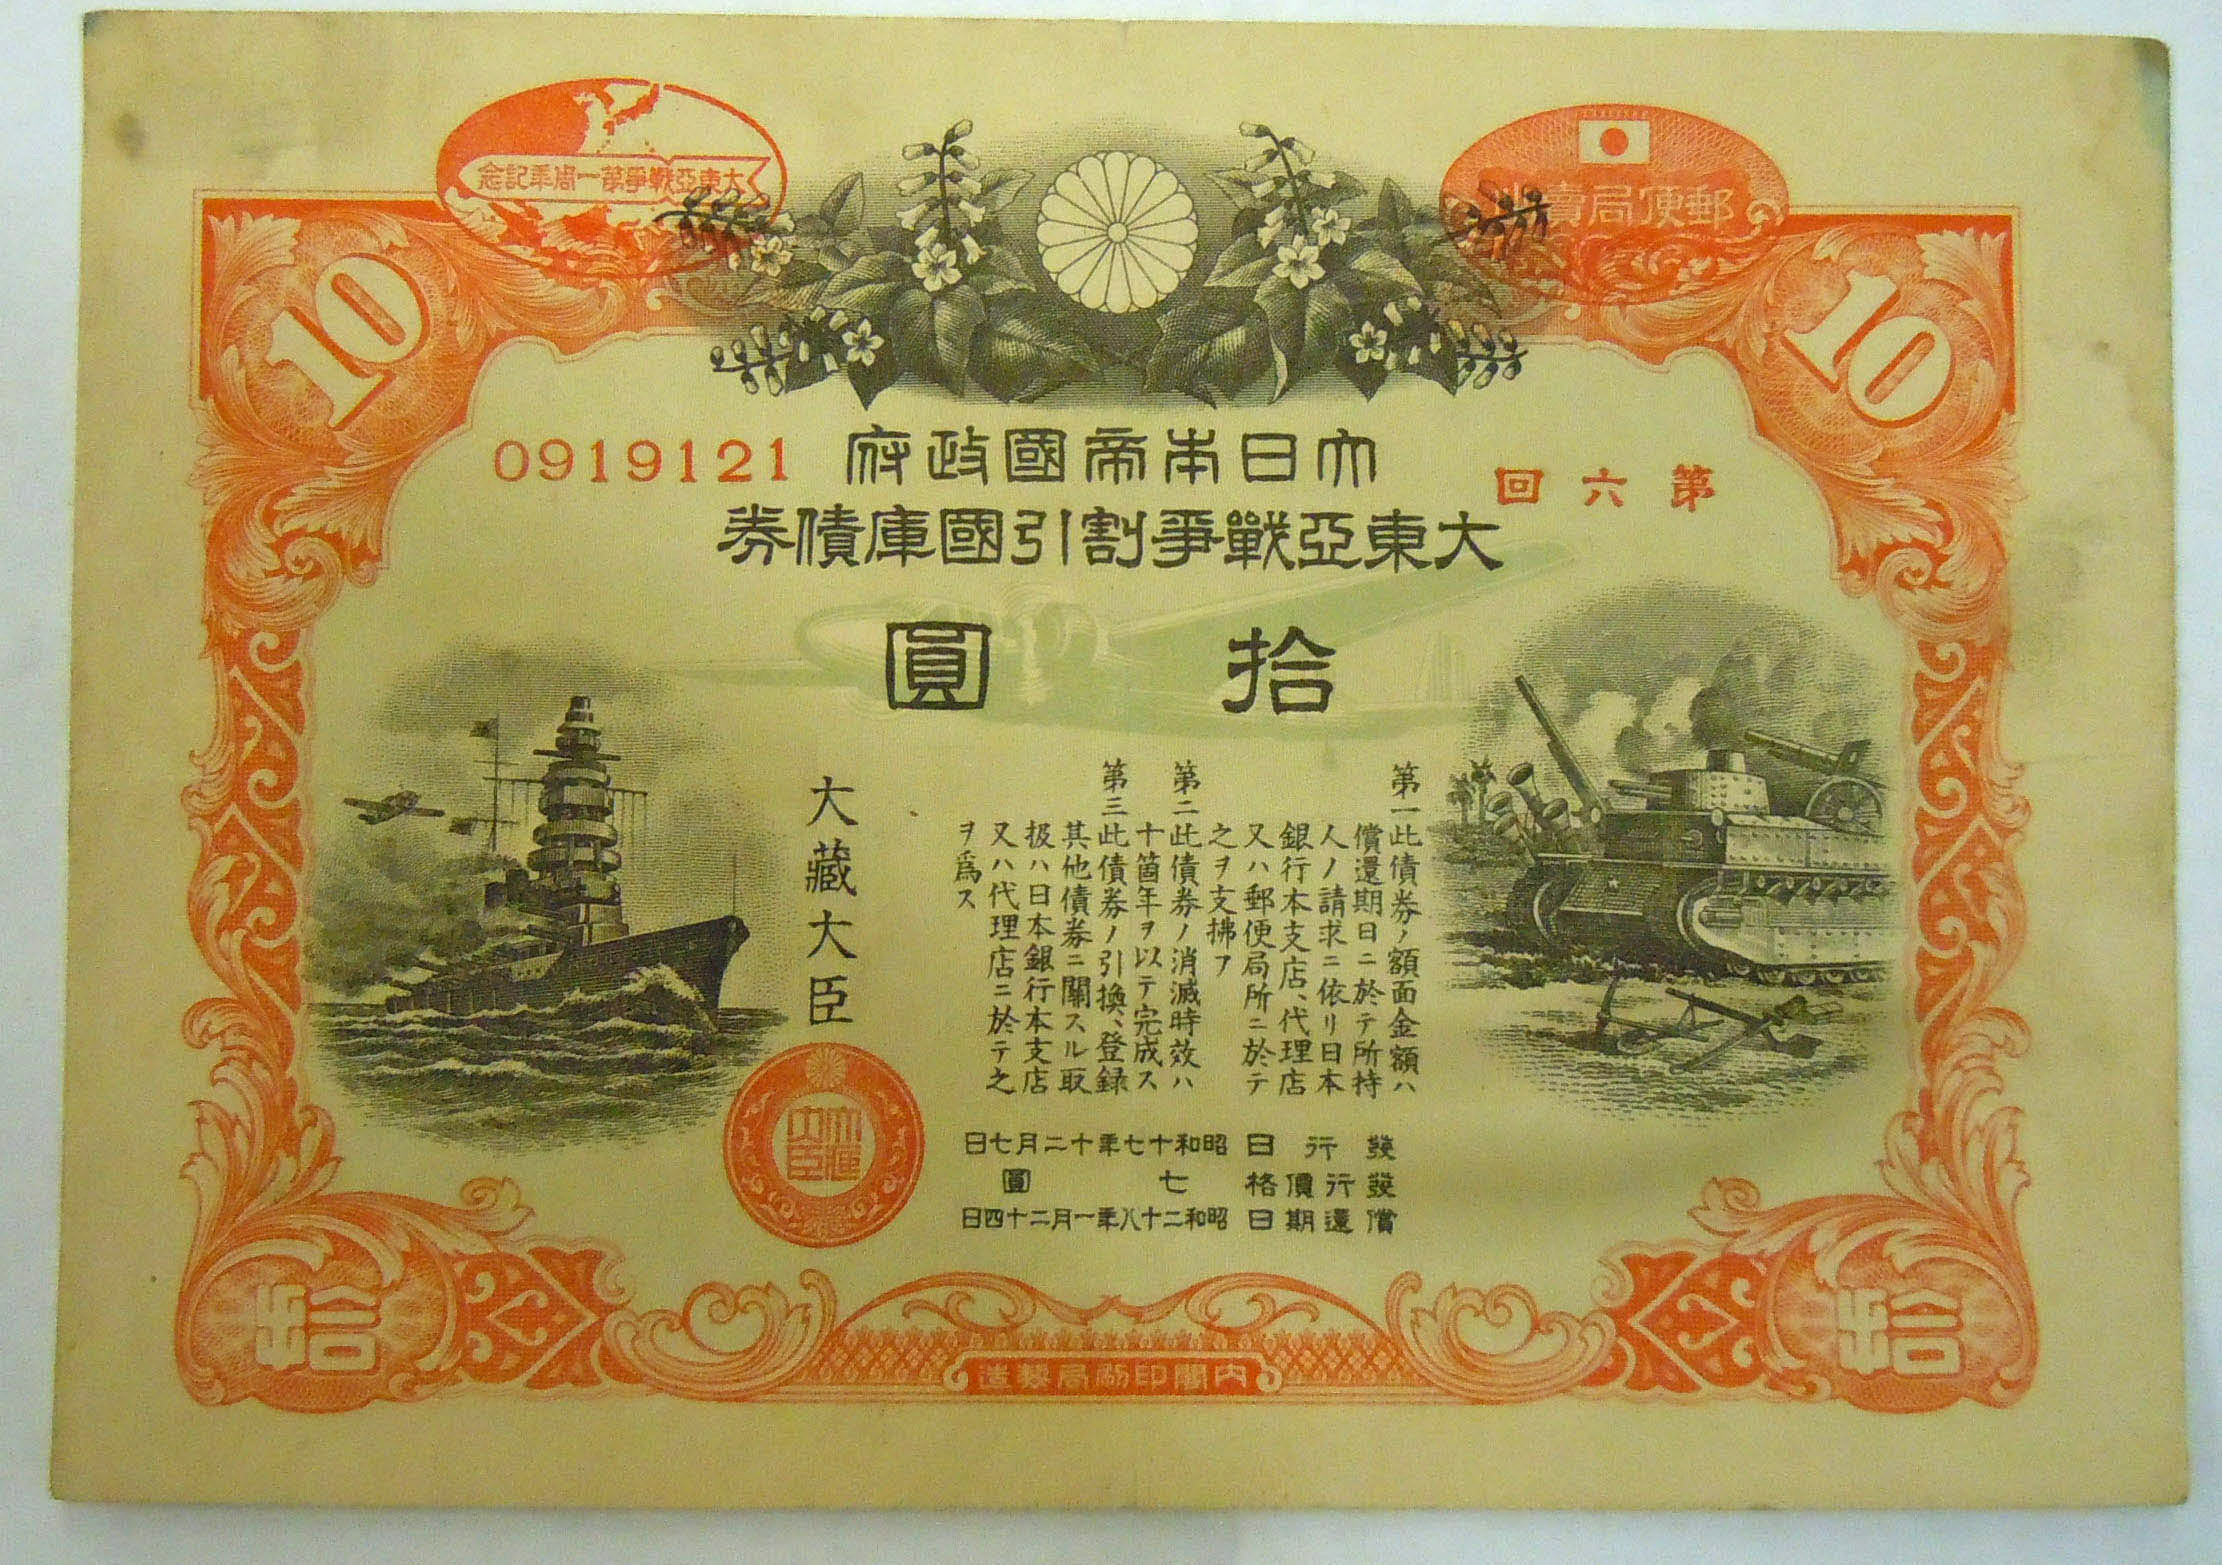 大東亞戰爭第一周年記念
郵便局賣出
10
10
0919121
第六回
大日本帝國政府
大東亞戰爭割引國庫債券
拾圓
第一此債券ノ額面金額ハ
償還期日ニ於テ所持
人ノ請求ニ依リ日本
銀行本支店、代理店
又ハ郵便局所ニ於テ
之ヲ支拂フ
第二此債券ノ消滅時效ハ
十箇年ヲ以テ完成ス
第三此債券ノ引換、登錄
其他債券ニ關スル取
扱ハ日本銀行本支店
又ハ代理店ニ於テ之
ヲ爲ス
大藏大臣
大藏大臣
發行日 昭和十七年十二月七日
發行價格 七圓
償還期日 昭和二十八年一月二十四日
拾
拾
內閣印刷局製造